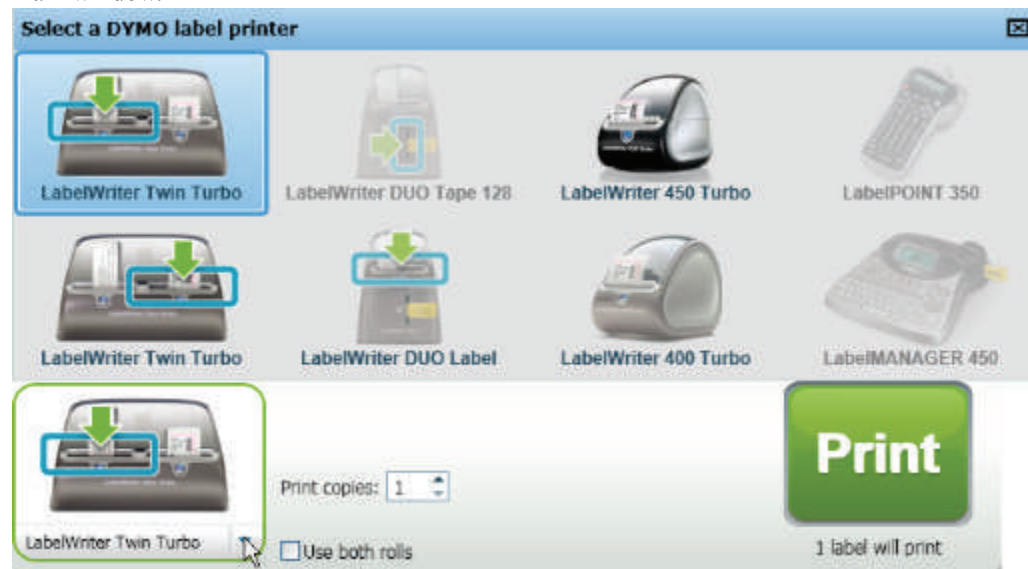 Select a DYMO label printer
LabelWriter Twin Turbo
LabelWriter DUO Tape 128
LabelWriter 450 Turbo
LabelPOINT 350
LabelWriter Twin Turbo
LabelWriter DUO Label
LabelWriter 400 Turbo
LabelMANAGER 450
Print copies: 1
Print
LabelWriter Twin Turbo
Use both rolls
1 label will print